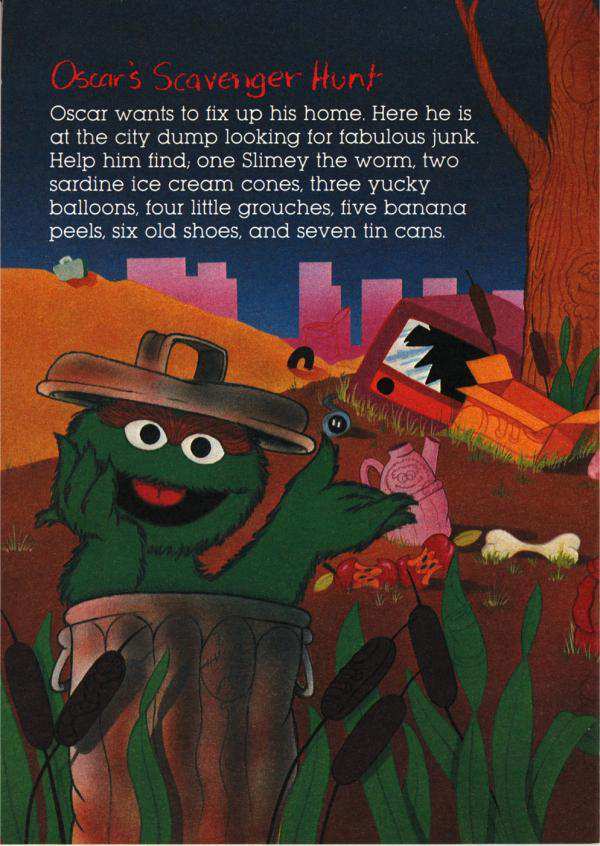 Oscar's Scavenger Hunt
Oscar wants to fix up his home. Here he is
at the city dump looking for fabulous junk.
Help him find; one Slimey the worm, two
sardine ice cream cones, three yucky
balloons, four little grouches, five banana
peels, six old shoes, and seven tin cans.